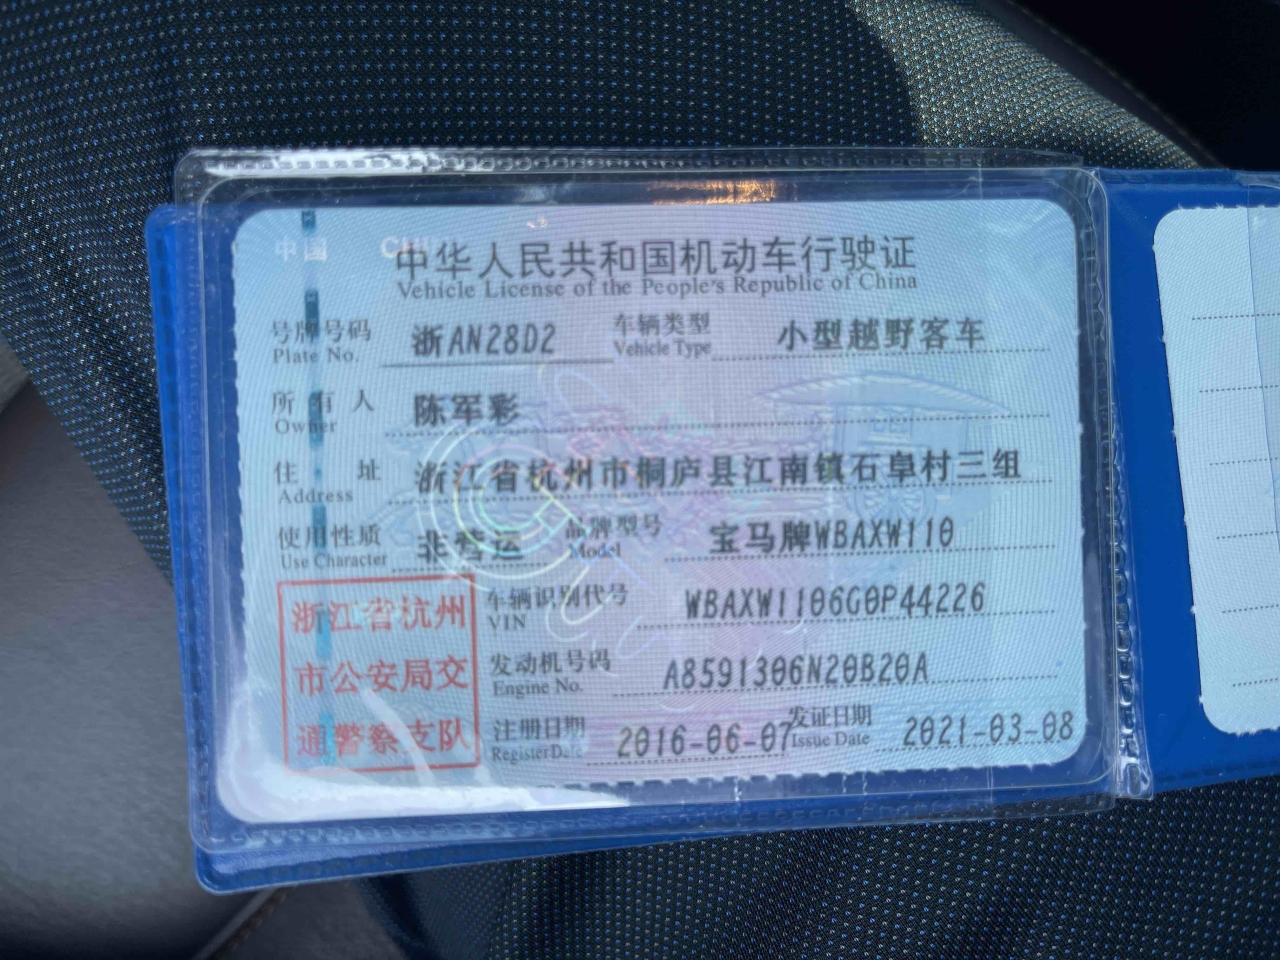 中国 CHI
中华人民共和国机动车行驶证
Vehicle License of the People's Republic of China
号牌号码 浙AN28D2 车辆类型 小型越野客车
Plate No. Vehicle Type
所有人 陈军彩
Owner
住址 浙江省杭州市桐庐县江南镇石阜村三组
Address
使用性质 非营运 品牌型号 宝马牌WBAXW110
Use Character Model
浙江省杭州 车辆识别代号 WBAXW1106G0P44226
VIN
市公安局交 发动机号码 A8591306N20B20A
Engine No.
通警察支队 注册日期 2016-06-07 发证日期 2021-03-08
Register Date Issue Date